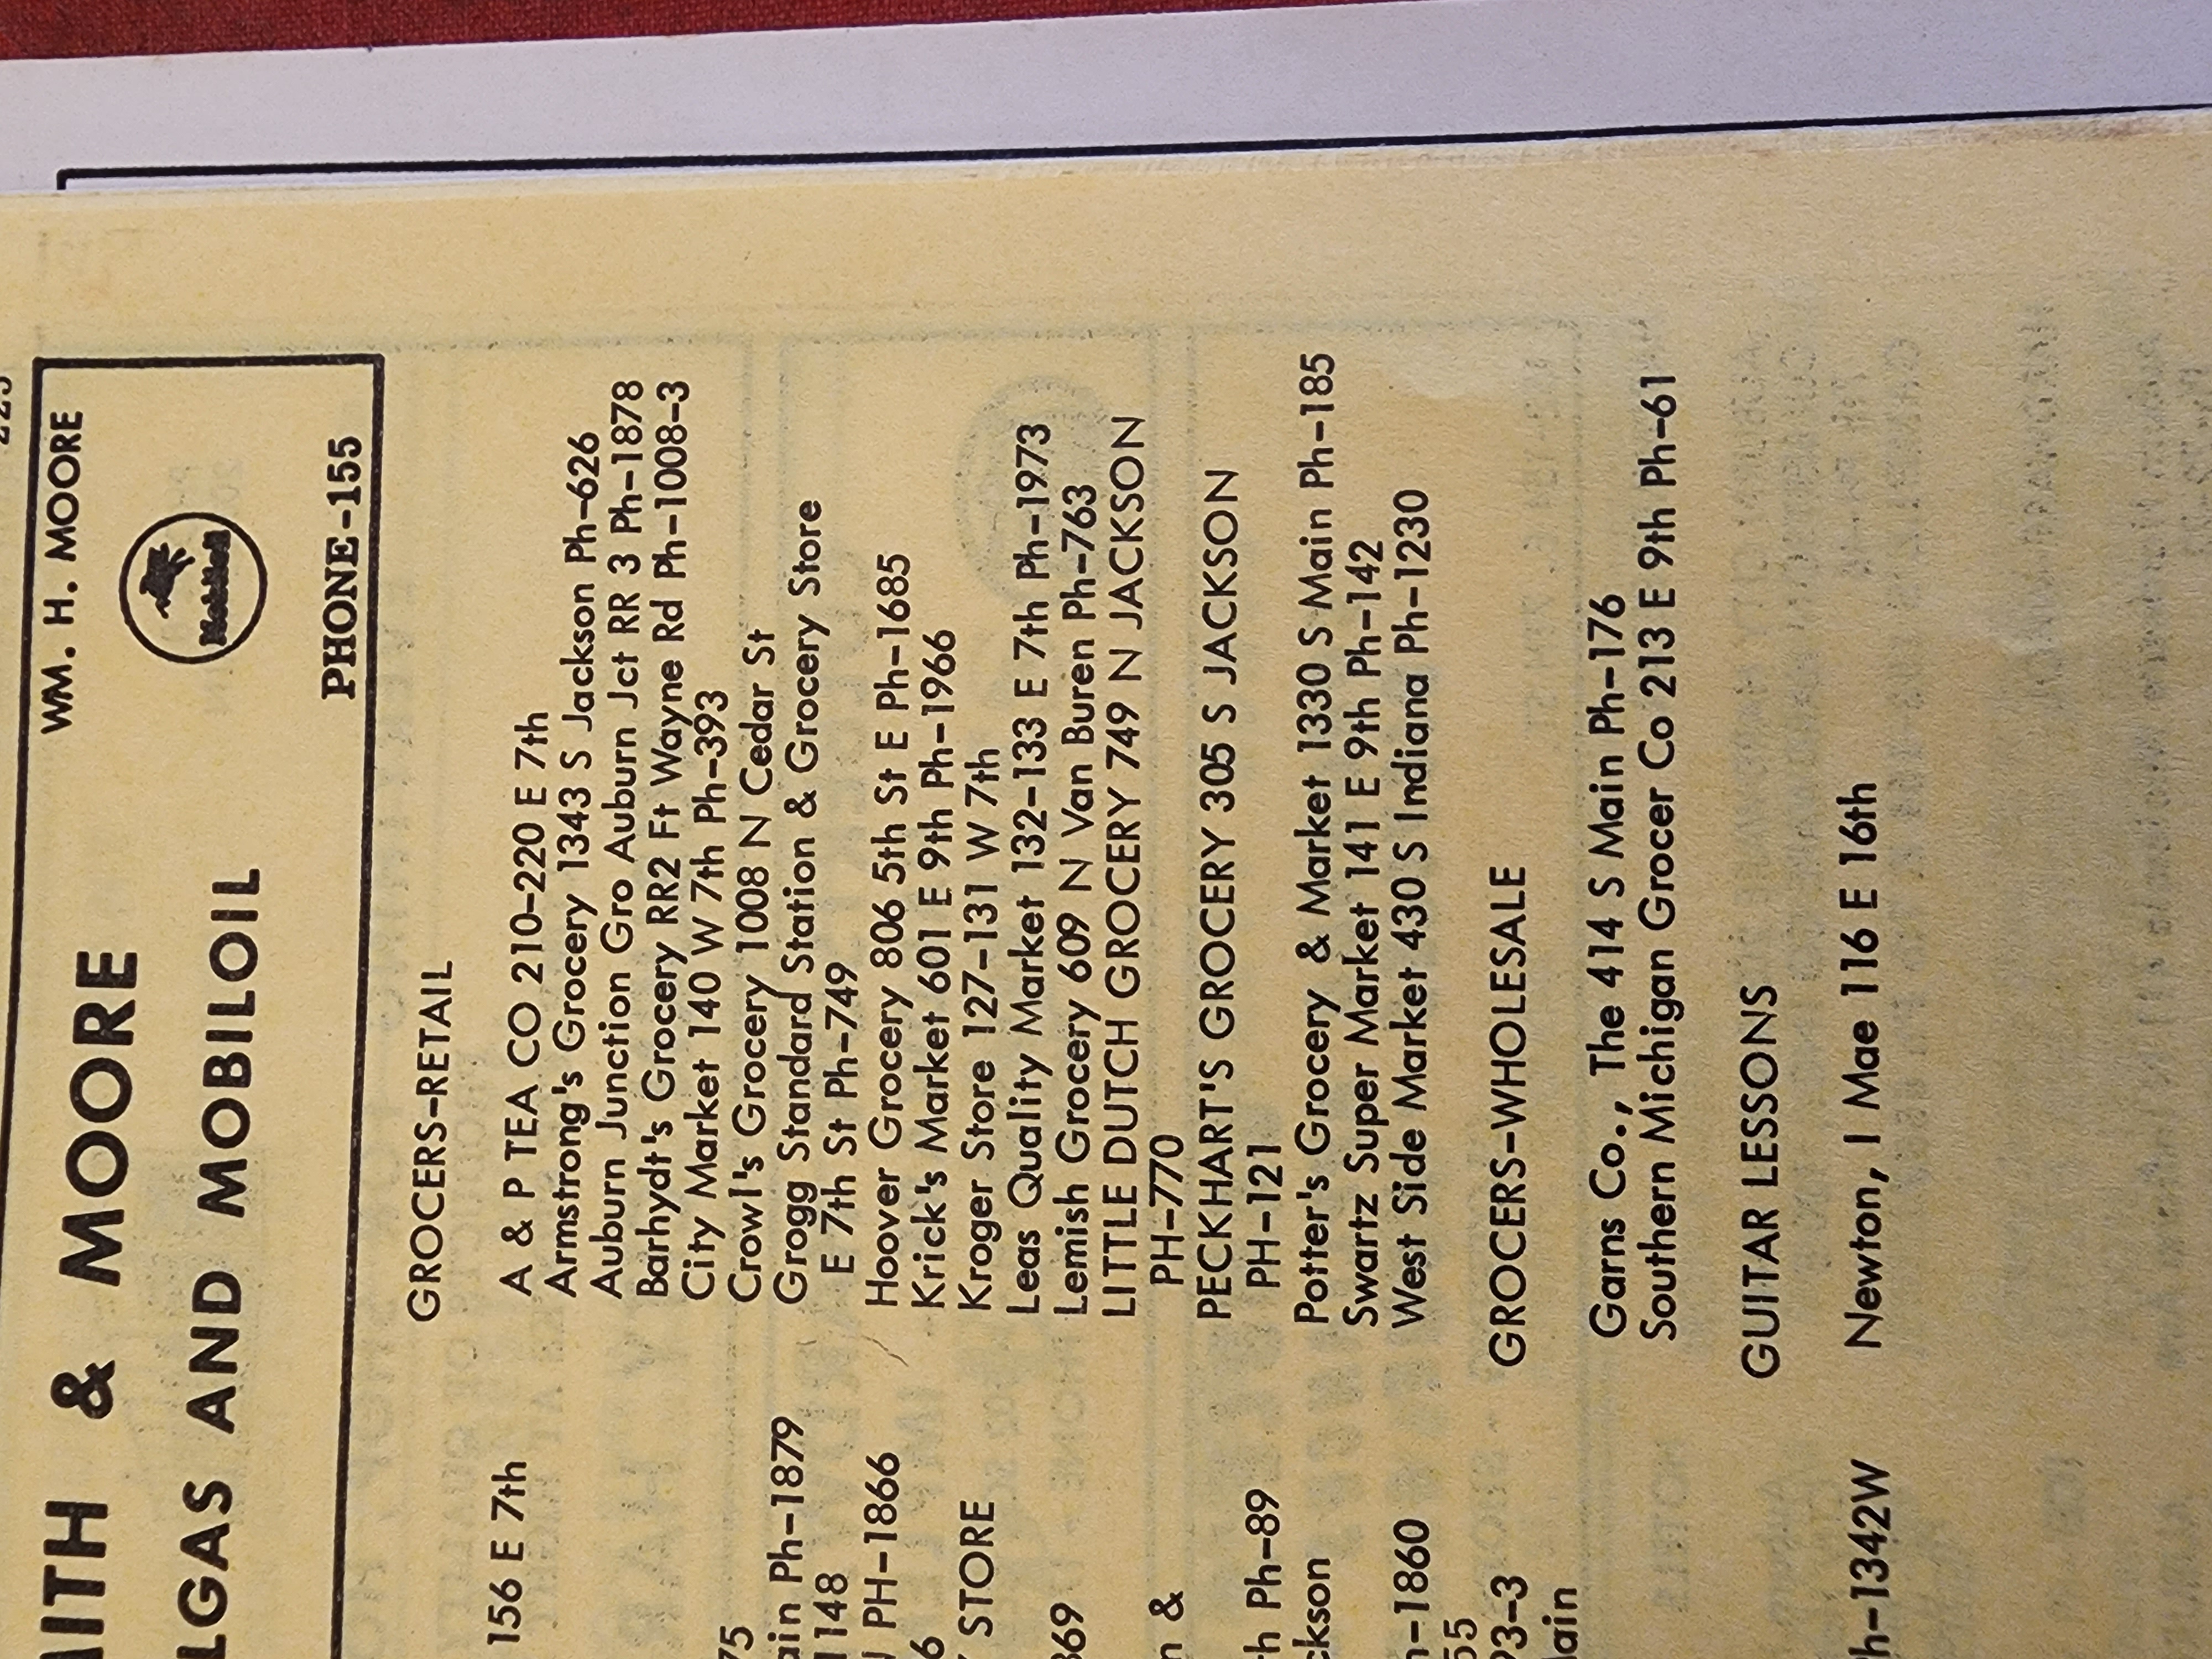 WM. H. MOORE
& MOORE
GAS AND MOBILOIL
PHONE-155
156 E 7th
Ph-1879
1148
PH-1866
STORE
&
Ph-89
GROCERS-RETAIL
A & P TEA CO 210-220 E 7th
Armstrong's Grocery 1343 S Jackson Ph-626
Auburn Junction Gro Auburn Jct RR 3 Ph-1878
Barhydt's Grocery RR2 Ft Wayne Rd Ph-1008-3
City Market 140 W 7th Ph-393
Crowl's Grocery 1008 N Cedar St
Grogg Standard Station & Grocery Store
E 7th St Ph-749
Hoover Grocery 806 5th St E Ph-1685
Krick's Market 601 E 9th Ph-1966
Kroger Store 127-131 W 7th
Leas Quality Market 132-133 E 7th Ph-1973
Lemish Grocery 609 N Van Buren Ph-763
LITTLE DUTCH GROCERY 749 N JACKSON
PH-770
PECKHART'S GROCERY 305 S JACKSON
PH-121
Potter's Grocery & Market 1330 S Main Ph-185
Swartz Super Market 141 E 9th Ph-142
West Side Market 430 S Indiana Ph-1230
GROCERS-WHOLESALE
Garns Co., The 414 S Main Ph-176
Southern Michigan Grocer Co 213 E 9th Ph-61
GUITAR LESSONS
Newton, I Mae 116 E 16th